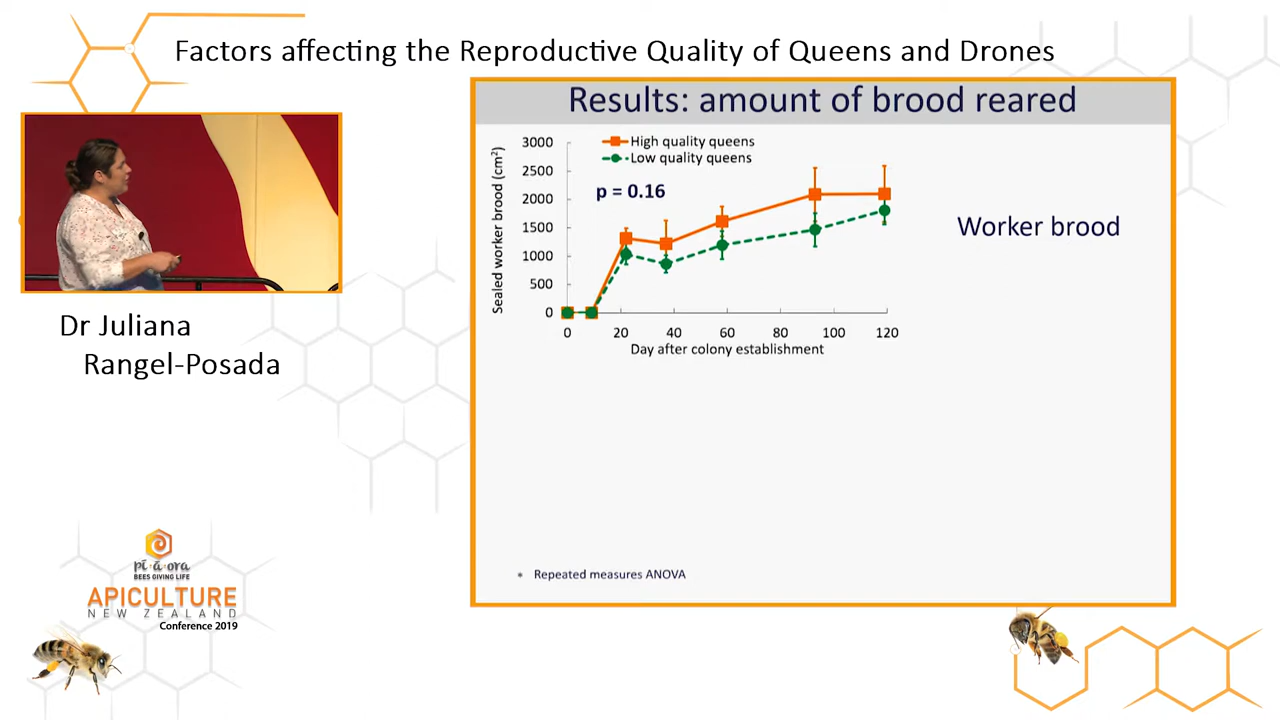 Factors affecting the Reproductive Quality of Queens and Drones
Results: amount of brood reared
High quality queens
Low quality queens
p = 0.16
Sealed worker brood (cm²)
3000
2500
2000
1500
1000
500
0
0 20 40 60 80 100 120
Day after colony establishment
Worker brood
* Repeated measures ANOVA
Dr Juliana
Rangel-Posada
pī·ā·ora
BEES GIVING LIFE
APICULTURE
NEW ZEALAND
Conference 2019